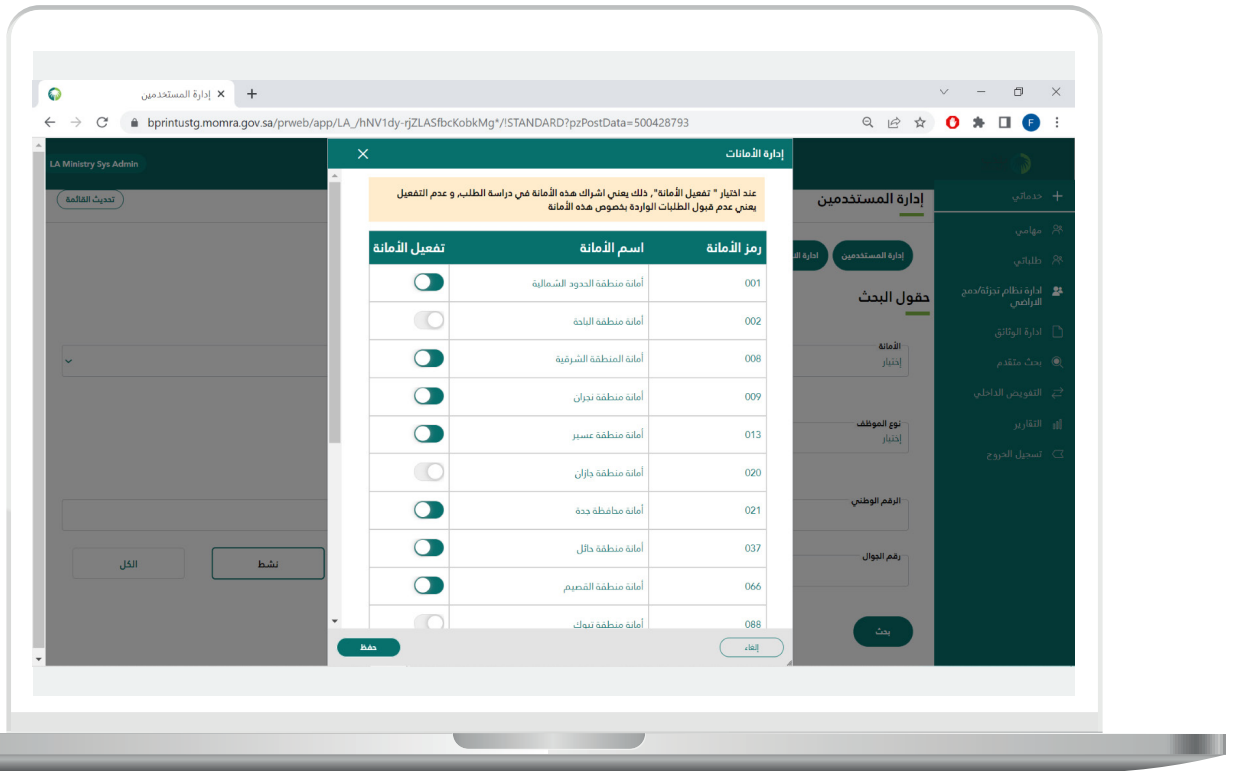 إدارة المستخدمين
bprintustg.momra.gov.sa/prweb/app/LA_/hNV1dy-rjZLASfbcKobkMg*/!STANDARD?pzPostData=500428793
F
LA Ministry Sys Admin
خدماتي
مهامي
طلباتي
ادارة نظام تجزئة/دمج
الاراضي
ادارة الوثائق
بحث متقدم
التفويض الداخلي
التقارير
تسجيل الخروج
إدارة المستخدمين
تحديث القائمة
إدارة المستخدمين
حقول البحث
الأمانة
إختيار
نوع الموظف
إختيار
الرقم الوطني
رقم الجوال
نشط
الكل
بحث
إدارة الأمانات
عند اختيار " تفعيل الأمانة", ذلك يعني اشراك هذه الأمانة في دراسة الطلب, و عدم التفعيل
يعني عدم قبول الطلبات الواردة بخصوص هذه الأمانة
رمز الأمانة اسم الأمانة تفعيل الأمانة
001 أمانة منطقة الحدود الشمالية
002 أمانة منطقة الباحة
008 أمانة المنطقة الشرقية
009 أمانة منطقة نجران
013 أمانة منطقة عسير
020 أمانة منطقة جازان
021 أمانة محافظة جدة
037 أمانة منطقة حائل
066 أمانة منطقة القصيم
088 أمانة منطقة تبوك
إلغاء
حفظ